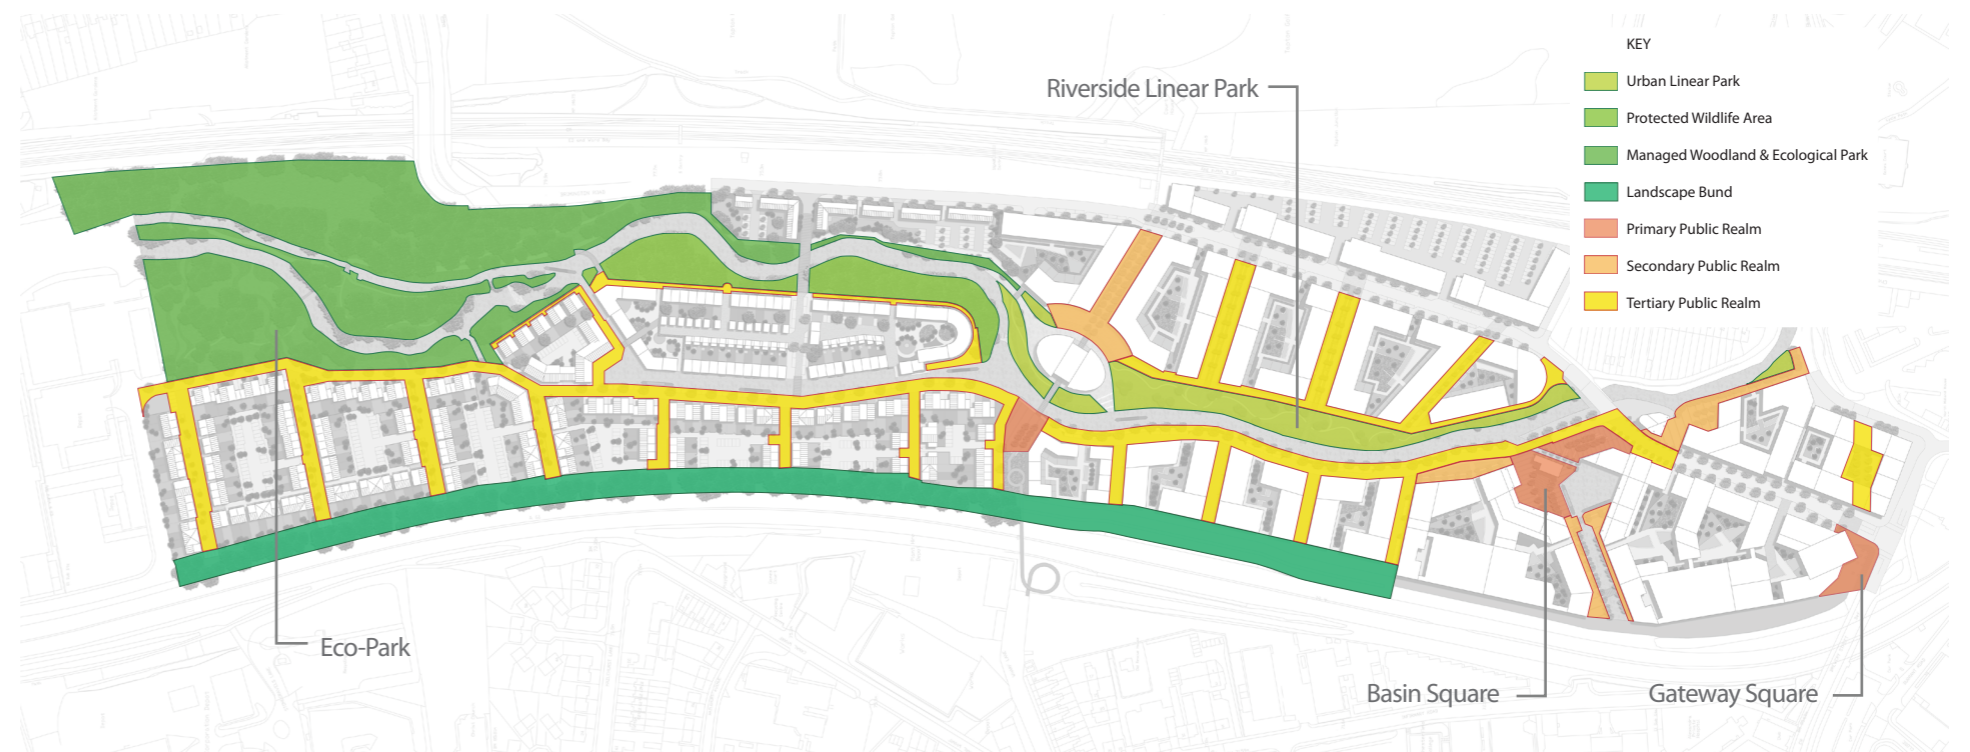 KEY
Urban Linear Park
Protected Wildlife Area
Managed Woodland & Ecological Park
Landscape Bund
Primary Public Realm
Secondary Public Realm
Tertiary Public Realm
Riverside Linear Park
Eco-Park
Basin Square
Gateway Square